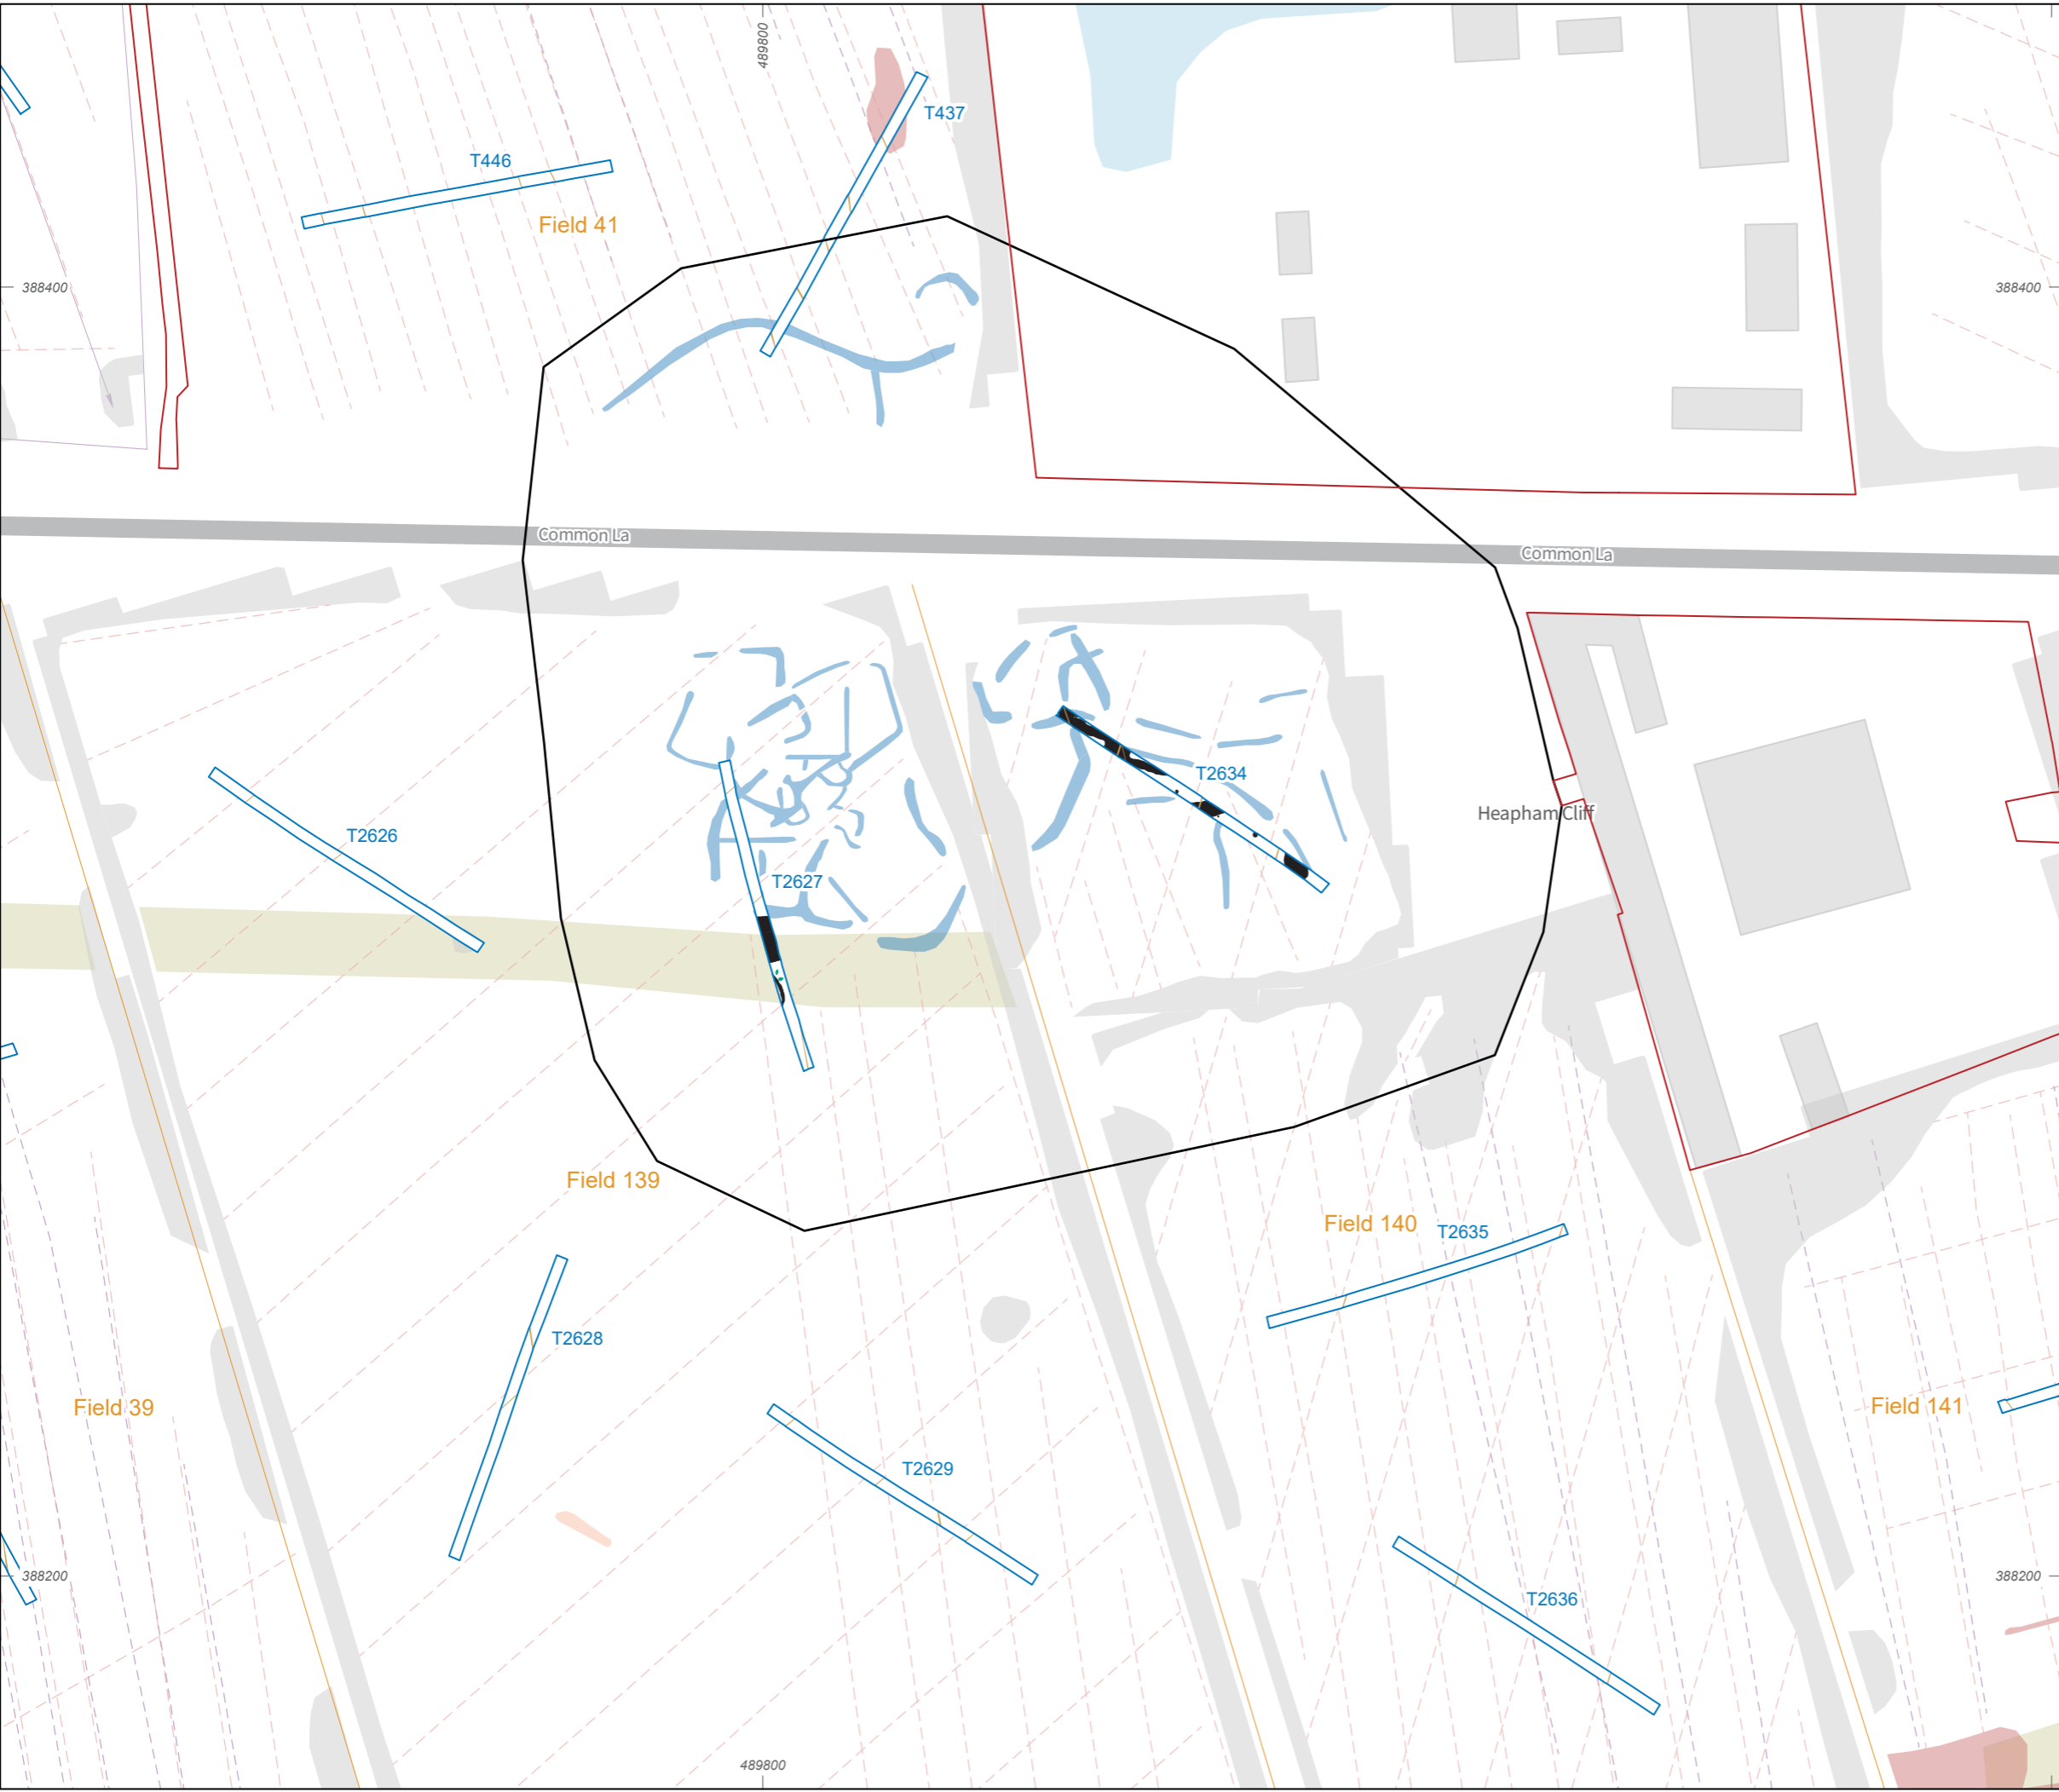 489800
T437
T446
Field 41
388400
388400
Common La
Common La
T2634
Heapham Cliff
T2626
T2627
Field 139
Field 140
T2635
T2628
Field 39
Field 141
T2629
388200
388200
T2636
489800